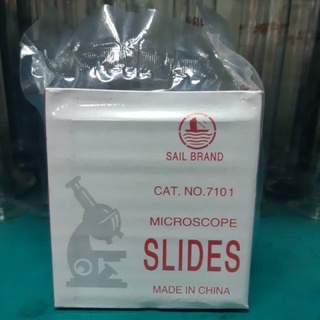 SAIL BRAND
CAT. NO.7101
MICROSCOPE
SLIDES
MADE IN CHINA